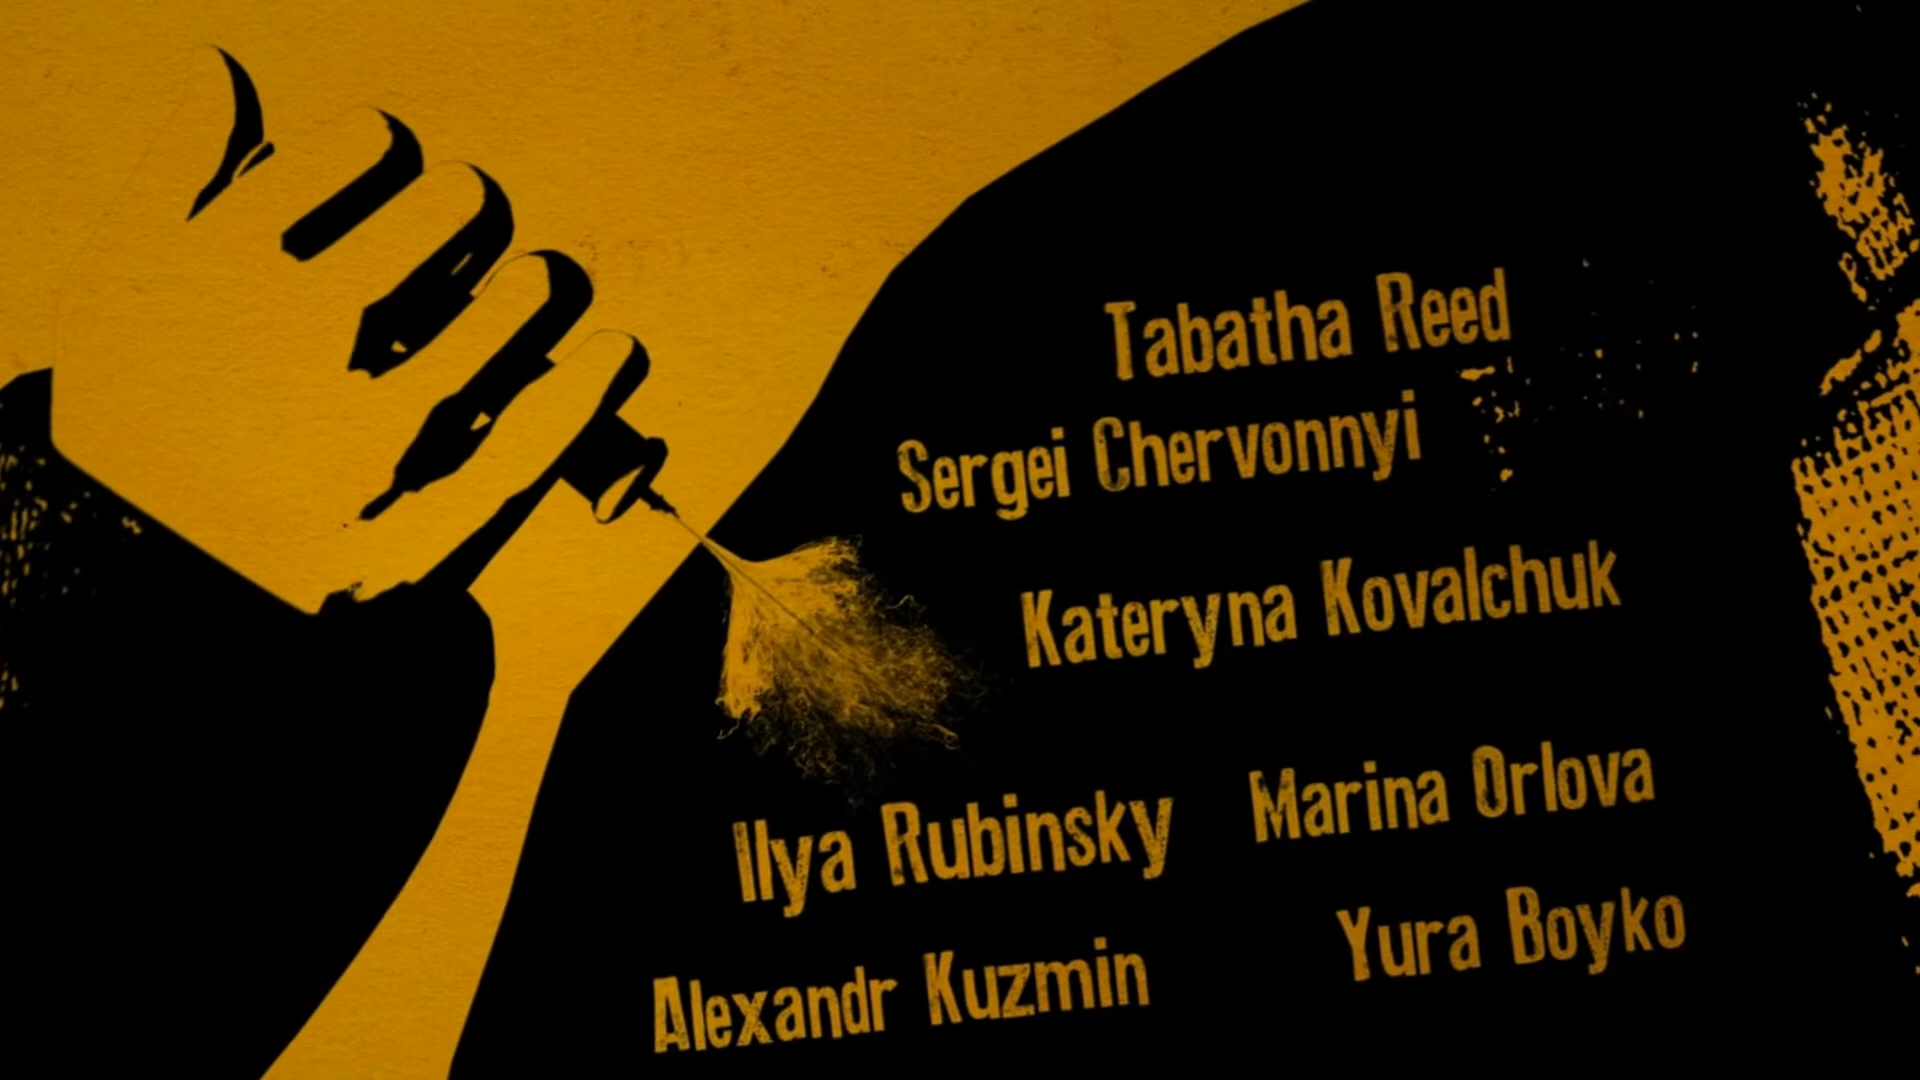 Tabatha Reed
Sergei Chervonnyi
Kateryna Kovalchuk
Ilya Rubinsky
Marina Orlova
Alexandr Kuzmin
Yura Boyko